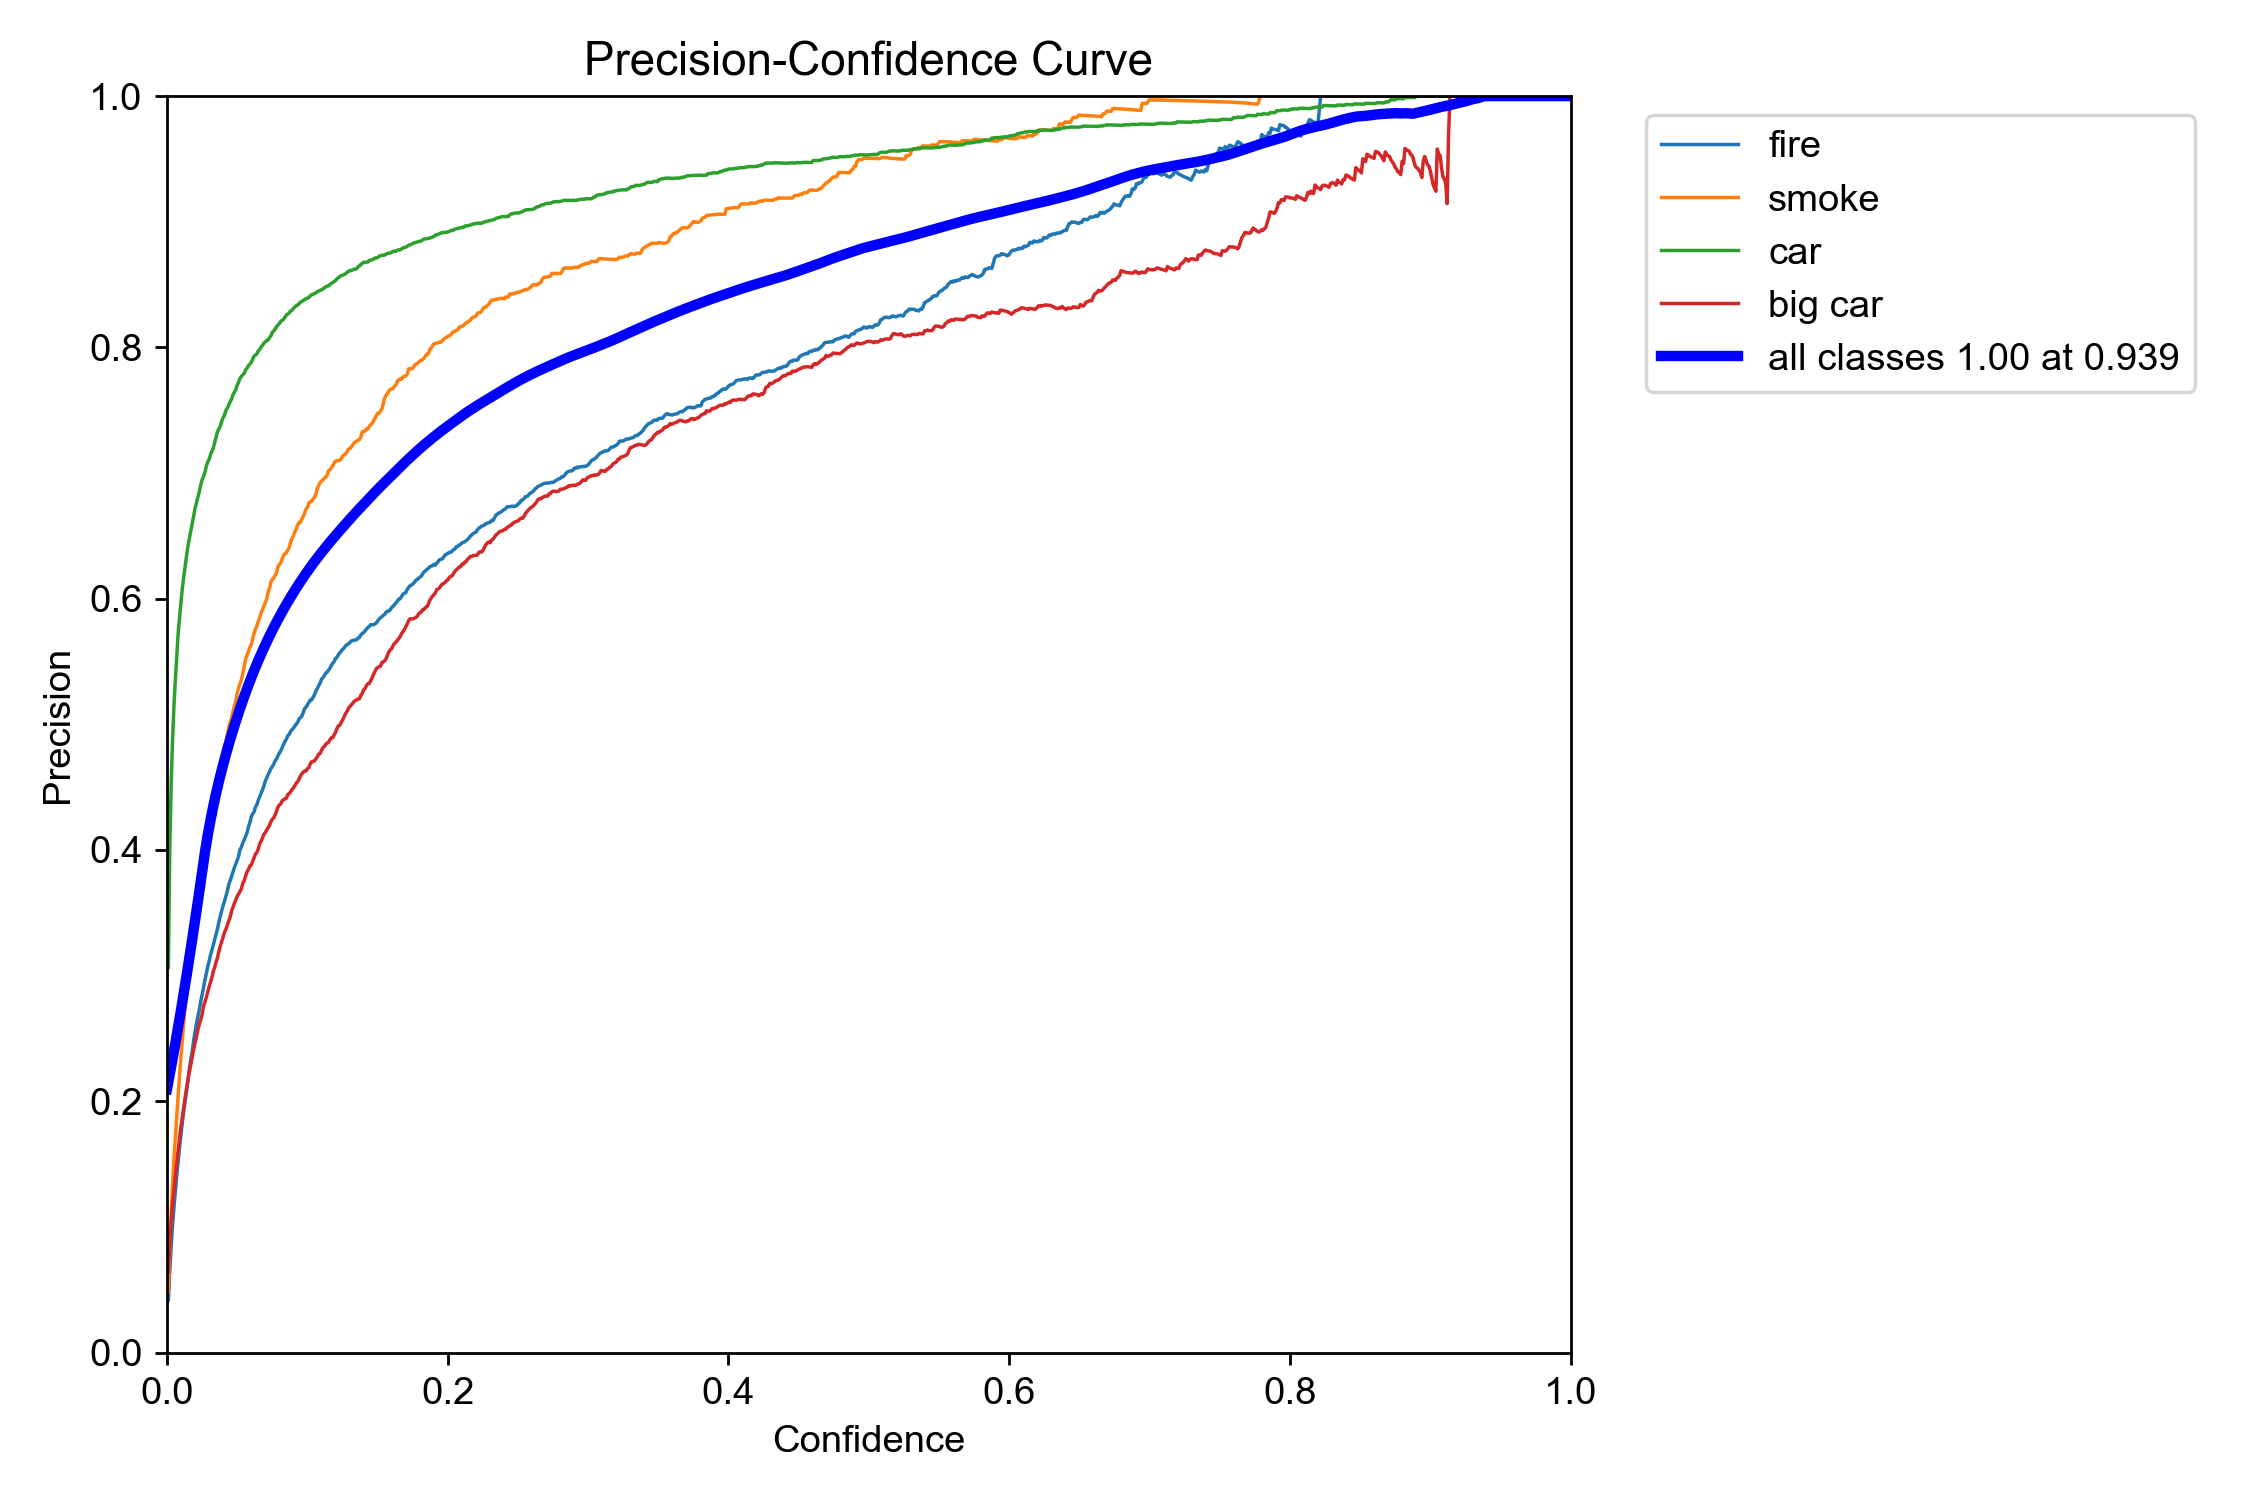 Precision-Confidence Curve
1.0
0.8
0.6
0.4
0.2
0.0
Precision
0.0 0.2 0.4 0.6 0.8 1.0
Confidence
fire
smoke
car
big car
all classes 1.00 at 0.939